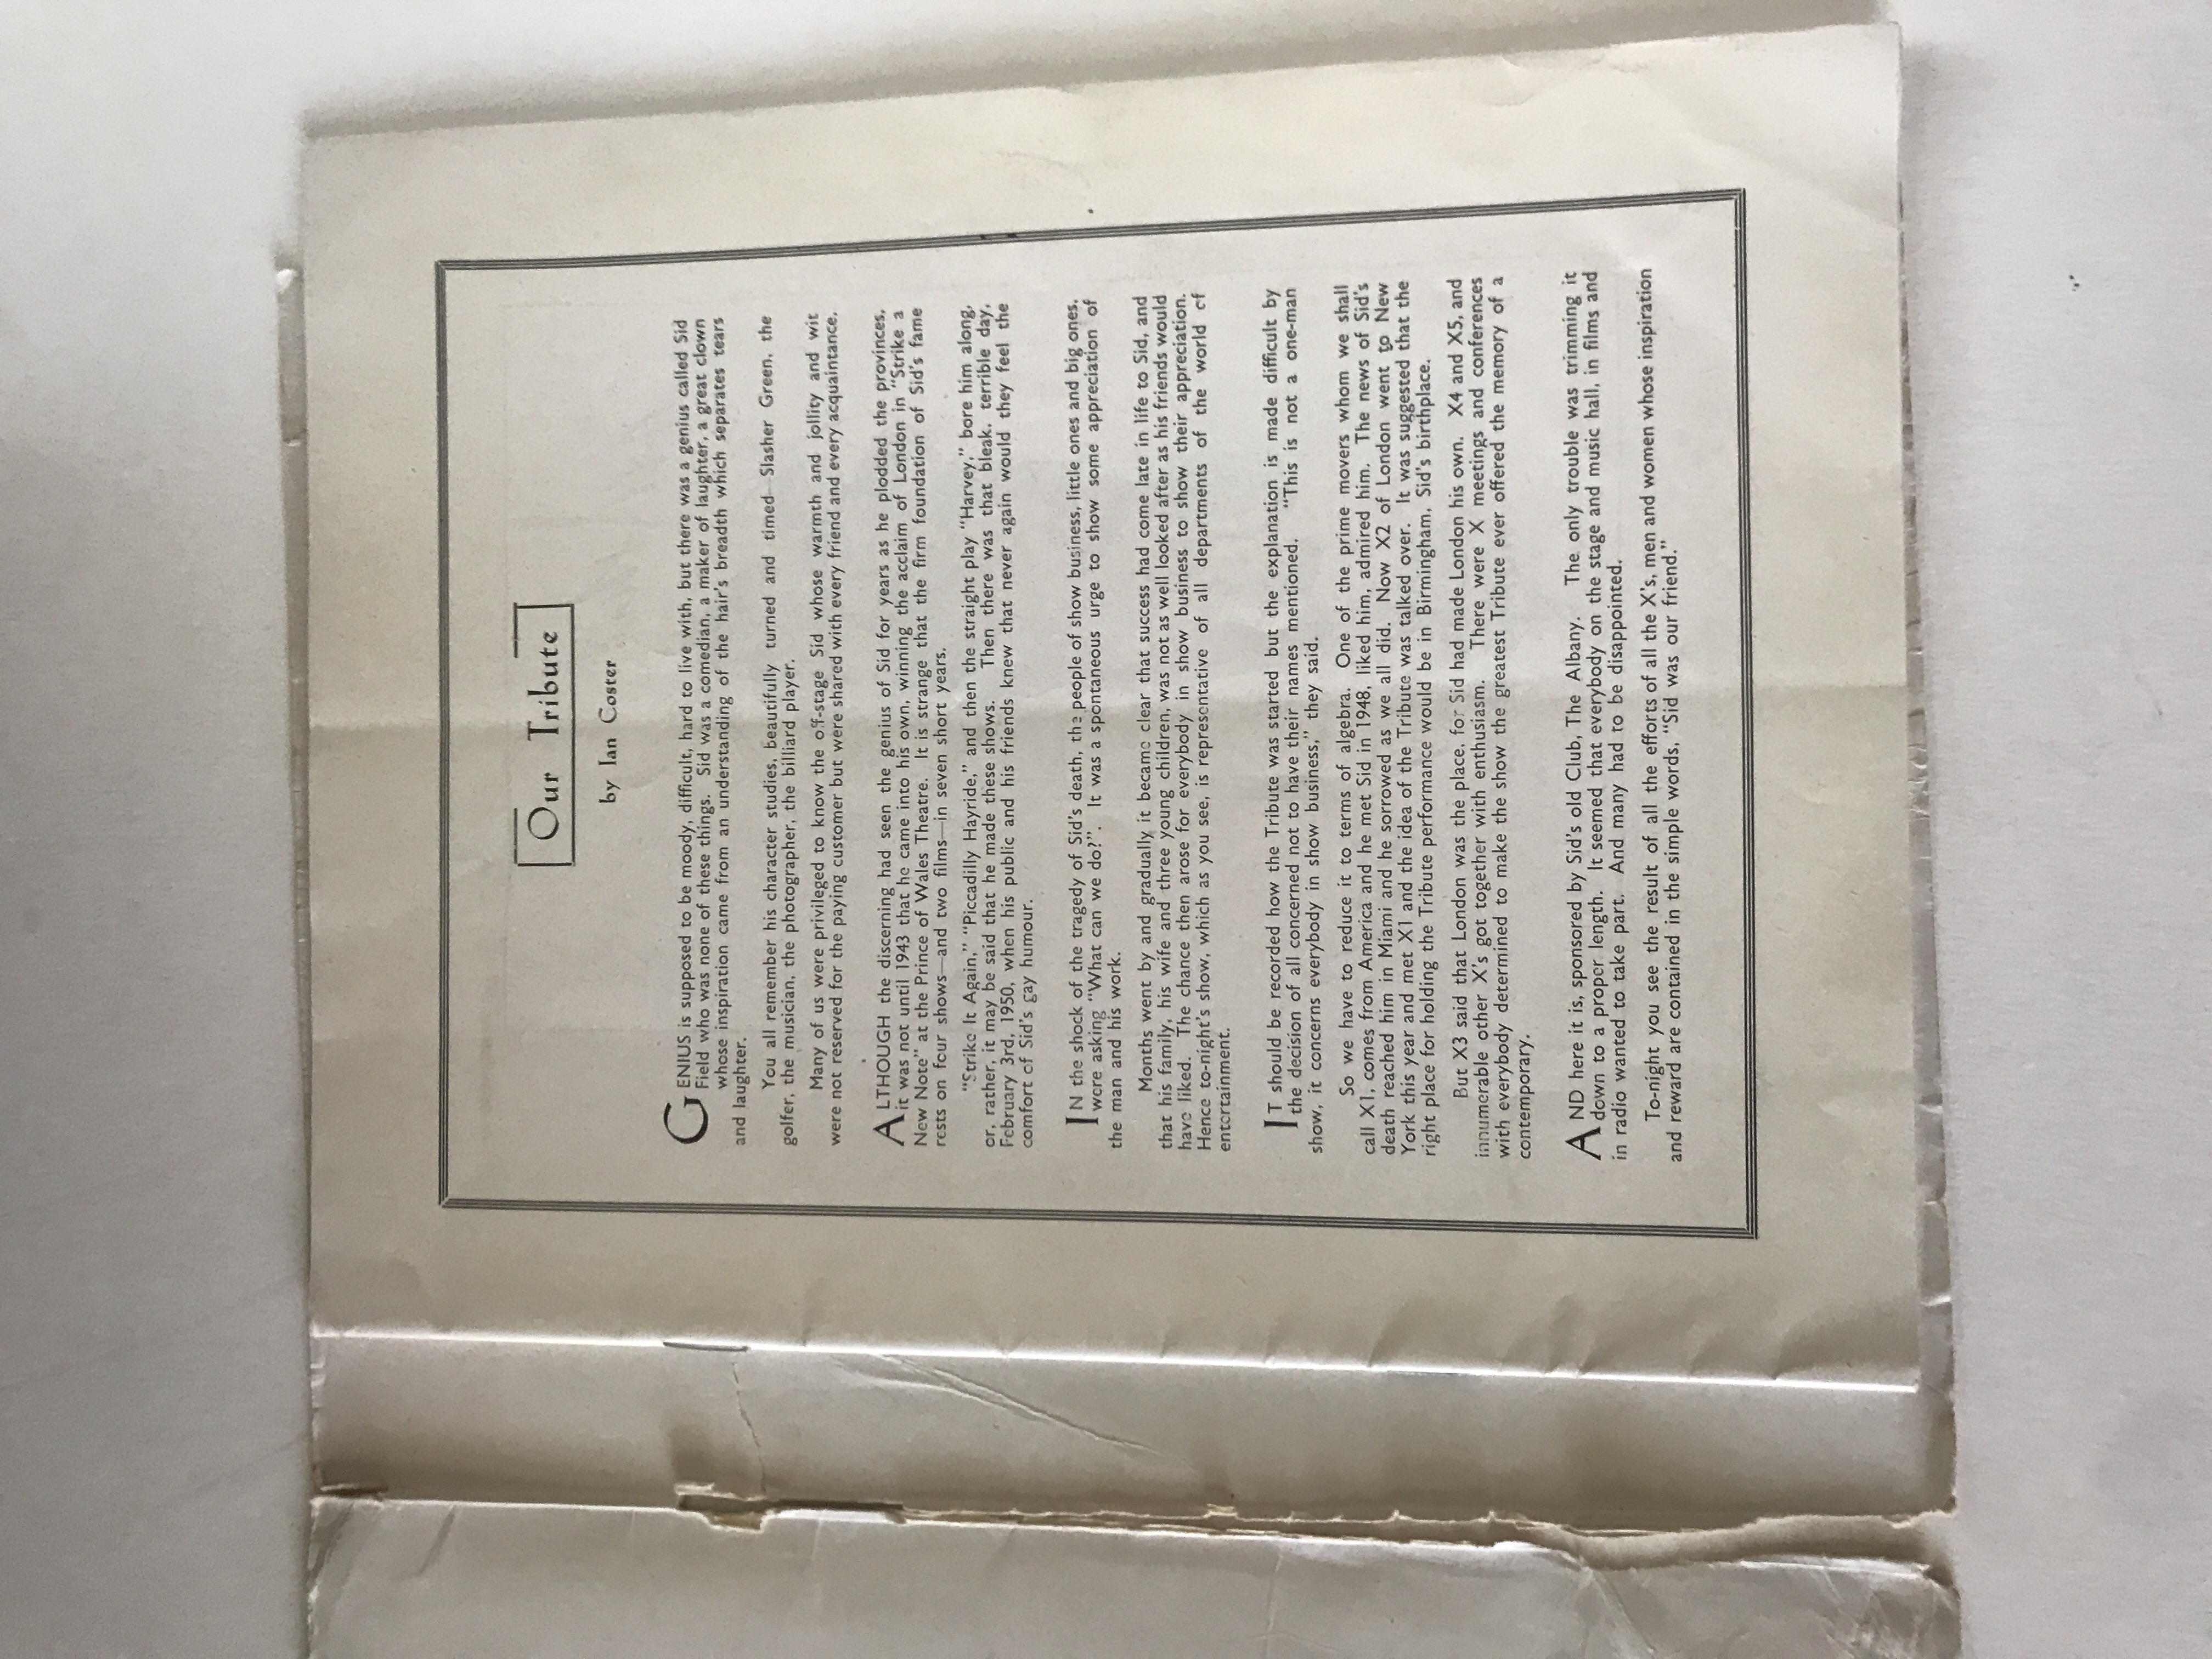 Our Tribute
by Ian Coster
GENIUS is supposed to be moody, difficult, hard to live with, but there was a genius called Sid
Field who was none of these things. Sid was a comedian, a maker of laughter, a great clown
whose inspiration came from an understanding of the hair's breadth which separates tears
and laughter.
You all remember his character studies, beautifully turned and timed—Slasher Green, the
golfer, the musician, the photographer, the billiard player.
Many of us were privileged to know the off-stage Sid whose warmth and jollity and wit
were not reserved for the paying customer but were shared with every friend and every acquaintance.
ALTHOUGH the discerning had seen the genius of Sid for years as he plodded the provinces,
it was not until 1943 that he came into his own, winning the acclaim of London in "Strike a
New Note" at the Prince of Wales Theatre. It is strange that the firm foundation of Sid's fame
rests on four shows—and two films—in seven short years.
"Strike It Again," "Piccadilly Hayride," and then the straight play "Harvey," bore him along,
or, rather, it may be said that he made these shows. Then there was that bleak, terrible day,
February 3rd, 1950, when his public and his friends knew that never again would they feel the
comfort of Sid's gay humour.
IN the shock of the tragedy of Sid's death, the people of show business, little ones and big ones,
were asking "What can we do?". It was a spontaneous urge to show some appreciation of
the man and his work.
Months went by and gradually it became clear that success had come late in life to Sid, and
that his family, his wife and three young children, was not as well looked after as his friends would
have liked. The chance then arose for everybody in show business to show their appreciation.
Hence to-night's show, which as you see, is representative of all departments of the world of
entertainment.
IT should be recorded how the Tribute was started but the explanation is made difficult by
the decision of all concerned not to have their names mentioned. "This is not a one-man
show, it concerns everybody in show business," they said.
So we have to reduce it to terms of algebra. One of the prime movers whom we shall
call X1, comes from America and he met Sid in 1948, liked him, admired him. The news of Sid's
death reached him in Miami and he sorrowed as we all did. Now X2 of London went to New
York this year and met X1 and the idea of the Tribute was talked over. It was suggested that the
right place for holding the Tribute performance would be in Birmingham, Sid's birthplace.
But X3 said that London was the place, for Sid had made London his own. X4 and X5, and
innumerable other X's got together with enthusiasm. There were X meetings and conferences
with everybody determined to make the show the greatest Tribute ever offered the memory of a
contemporary.
AND here it is, sponsored by Sid's old Club, The Albany. The only trouble was trimming it
down to a proper length. It seemed that everybody on the stage and music hall, in films and
in radio wanted to take part. And many had to be disappointed.
To-night you see the result of all the efforts of all the X's, men and women whose inspiration
and reward are contained in the simple words, "Sid was our friend."